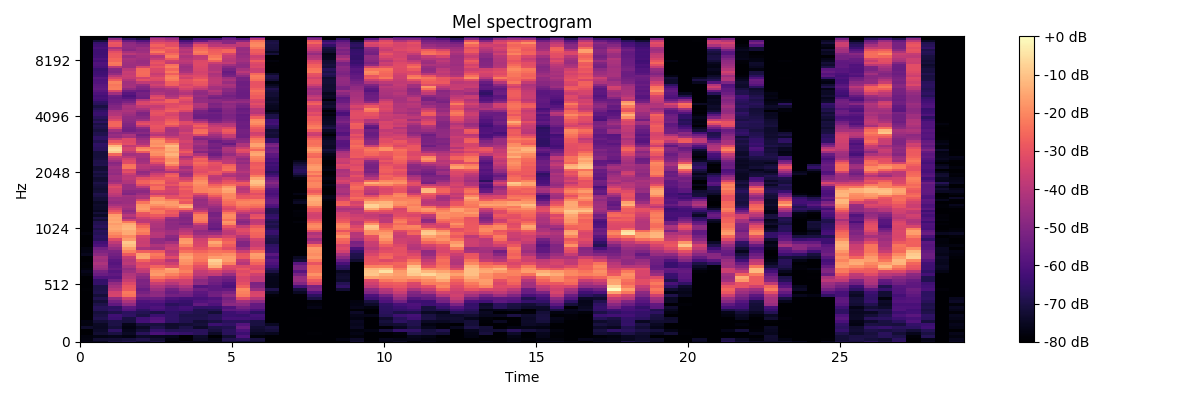 Mel spectrogram
+0 dB
8192
-10 dB
4096
-20 dB
-30 dB
2048
-40 dB
Hz
1024
-50 dB
-60 dB
512
-70 dB
0
-80 dB
0 5 10 15 20 25
Time